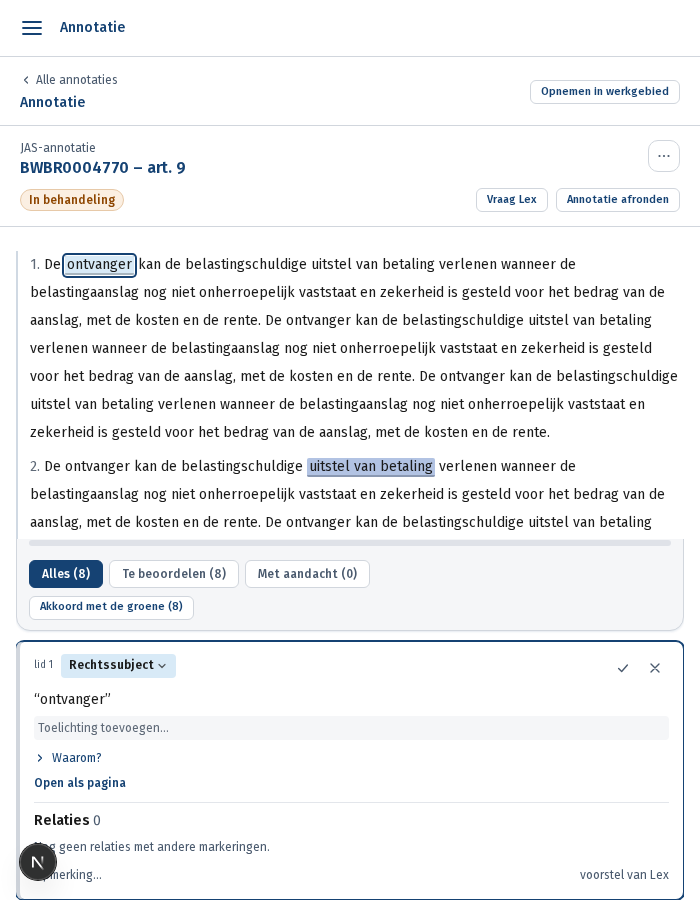 Annotatie
Alle annotaties
Annotatie
Opnemen in werkgebied
JAS-annotatie
BWBR0004770 – art. 9
In behandeling
Vraag Lex
Annotatie afronden
1. De ontvanger kan de belastingschuldige uitstel van betaling verlenen wanneer de
belastingaanslag nog niet onherroepelijk vaststaat en zekerheid is gesteld voor het bedrag van de
aanslag, met de kosten en de rente. De ontvanger kan de belastingschuldige uitstel van betaling
verlenen wanneer de belastingaanslag nog niet onherroepelijk vaststaat en zekerheid is gesteld
voor het bedrag van de aanslag, met de kosten en de rente. De ontvanger kan de belastingschuldige
uitstel van betaling verlenen wanneer de belastingaanslag nog niet onherroepelijk vaststaat en
zekerheid is gesteld voor het bedrag van de aanslag, met de kosten en de rente.
2. De ontvanger kan de belastingschuldige uitstel van betaling verlenen wanneer de
belastingaanslag nog niet onherroepelijk vaststaat en zekerheid is gesteld voor het bedrag van de
aanslag, met de kosten en de rente. De ontvanger kan de belastingschuldige uitstel van betaling
Alles (8) Te beoordelen (8) Met aandacht (0)
Akkoord met de groene (8)
lid 1 Rechtssubject
“ontvanger”
Toelichting toevoegen...
Waarom?
Open als pagina
Relaties 0
geen relaties met andere markeringen.
voorstel van Lex